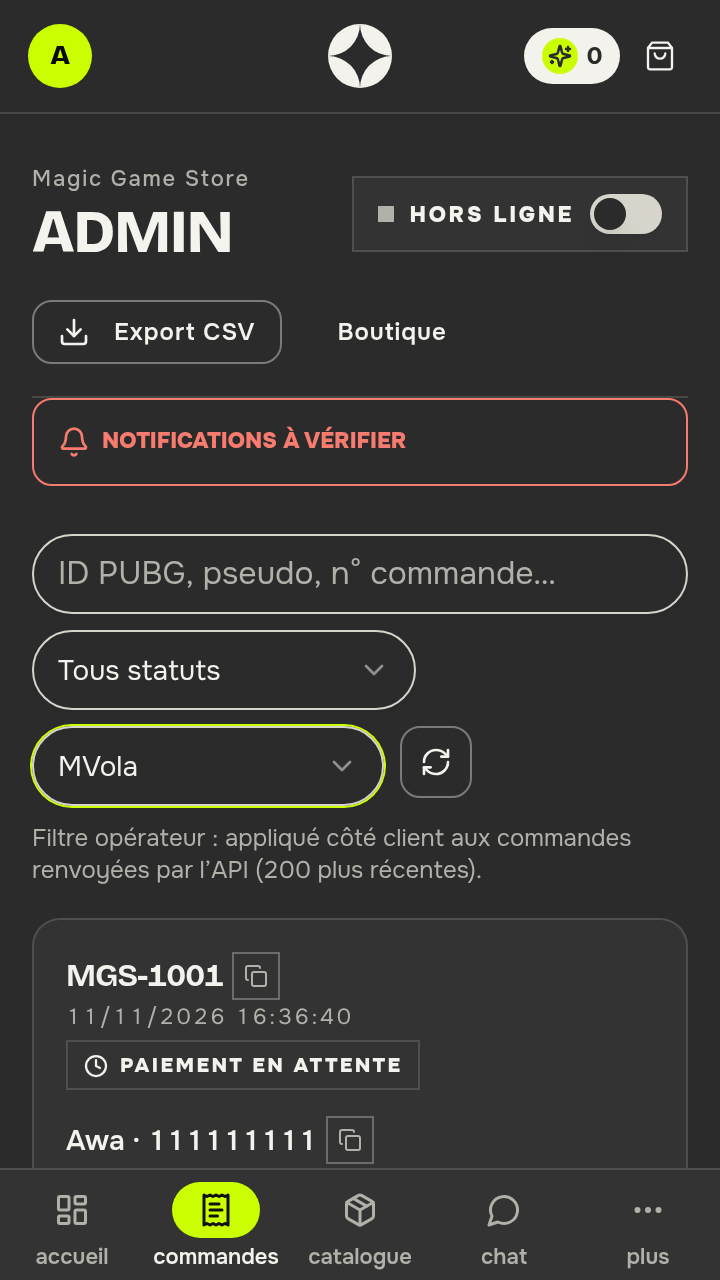 A
0
Magic Game Store
ADMIN
HORS LIGNE
Export CSV
Boutique
NOTIFICATIONS À VÉRIFIER
ID PUBG, pseudo, n° commande...
Tous statuts
MVola
Filtre opérateur : appliqué côté client aux commandes
renvoyées par l’API (200 plus récentes).
MGS-1001
11/11/2026 16:36:40
PAIEMENT EN ATTENTE
Awa · 111111111
accueil
commandes
catalogue
chat
plus